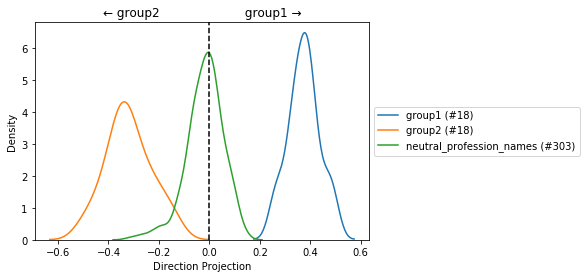 ← group2 group1 →
Density
6
5
4
3
2
1
0
−0.6 −0.4 −0.2 0.0 0.2 0.4 0.6
Direction Projection
group1 (#18)
group2 (#18)
neutral_profession_names (#303)